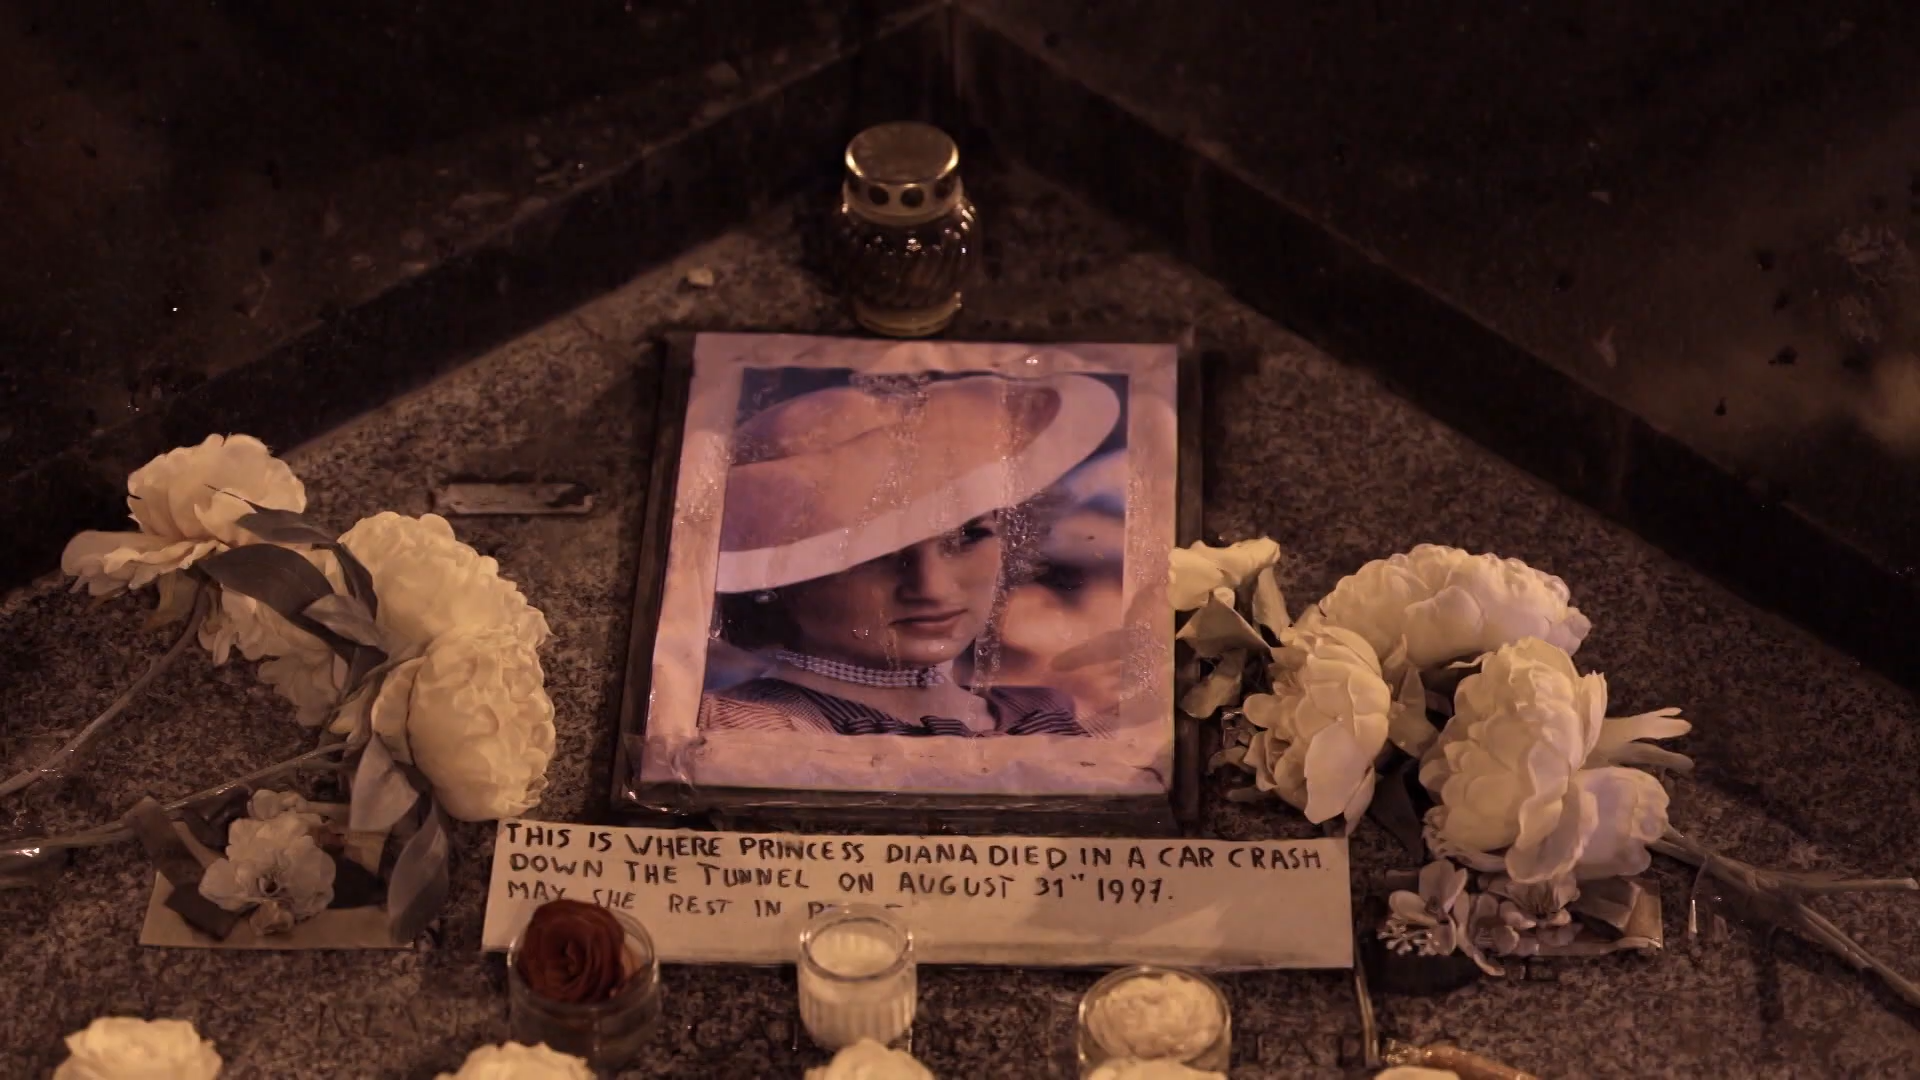 THIS IS WHERE PRINCESS DIANA DIED IN A CAR CRASH
DOWN THE TUNNEL ON AUGUST 31" 1997.
MAY SHE REST IN